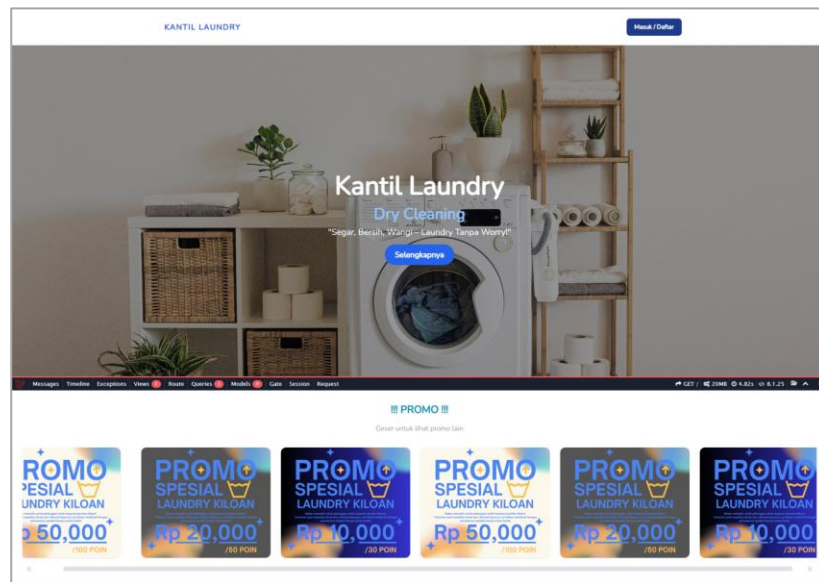 KANTIL LAUNDRY
Masuk / Daftar
Kantil Laundry
Dry Cleaning
"Segar, Bersih, Wangi – Laundry Tanpa Worry!"
Selengkapnya
Messages Timeline Exceptions Views Route Queries Models Gate Session Request GET / 20MB 4.82s 8.1.25
!!! PROMO !!!
Geser untuk lihat promo lain
PROMO
PESIAL
UNDRY KILOAN
50,000
/100 POIN
PROMO
SPESIAL
LAUNDRY KILOAN
Rp 20,000
/50 POIN
PROMO
SPESIAL
LAUNDRY KILOAN
Rp 10,000
/30 POIN
PROMO
SPESIAL
LAUNDRY KILOAN
Rp 50,000
/100 POIN
PROMO
SPESIAL
LAUNDRY KILOAN
Rp 20,000
/50 POIN
PROMO
SPESIAL
LAUNDRY KILOAN
Rp 10,000
/30 POIN